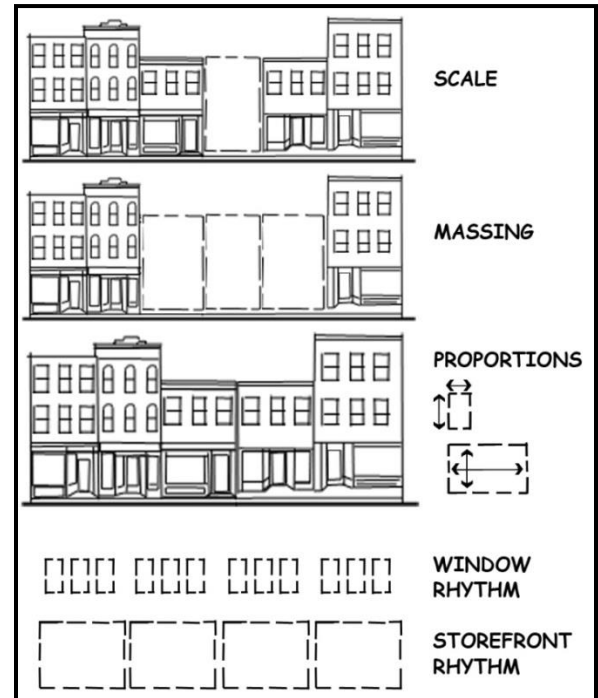 SCALE
MASSING
PROPORTIONS
WINDOW
RHYTHM
STOREFRONT
RHYTHM